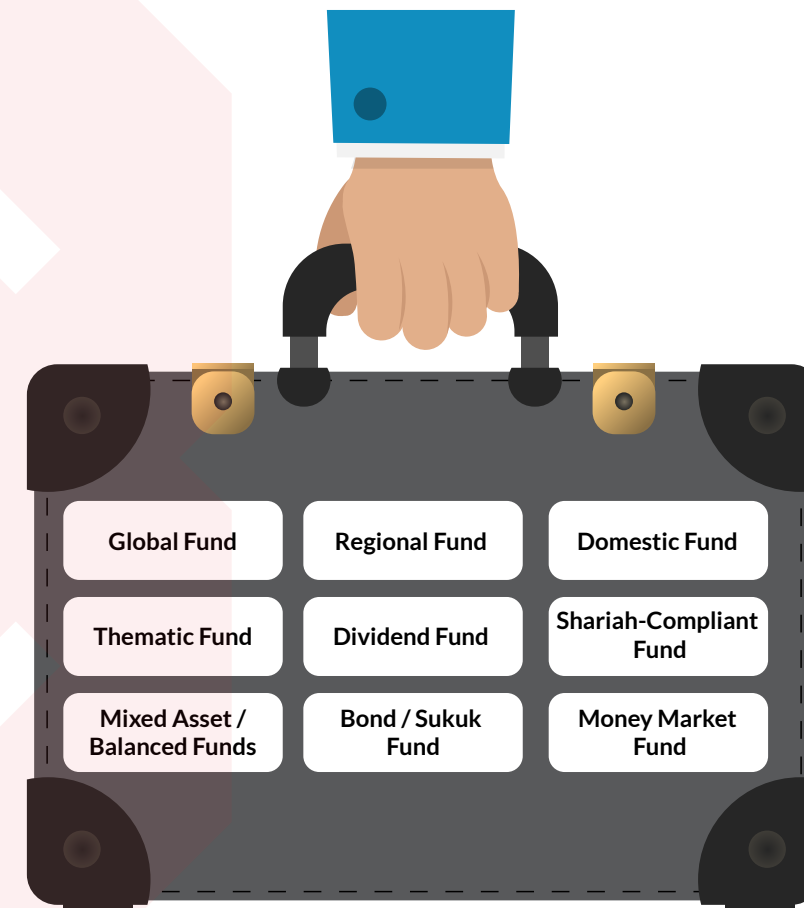 Global Fund
Regional Fund
Domestic Fund
Thematic Fund
Dividend Fund
Shariah-Compliant
Fund
Mixed Asset /
Balanced Funds
Bond / Sukuk
Fund
Money Market
Fund